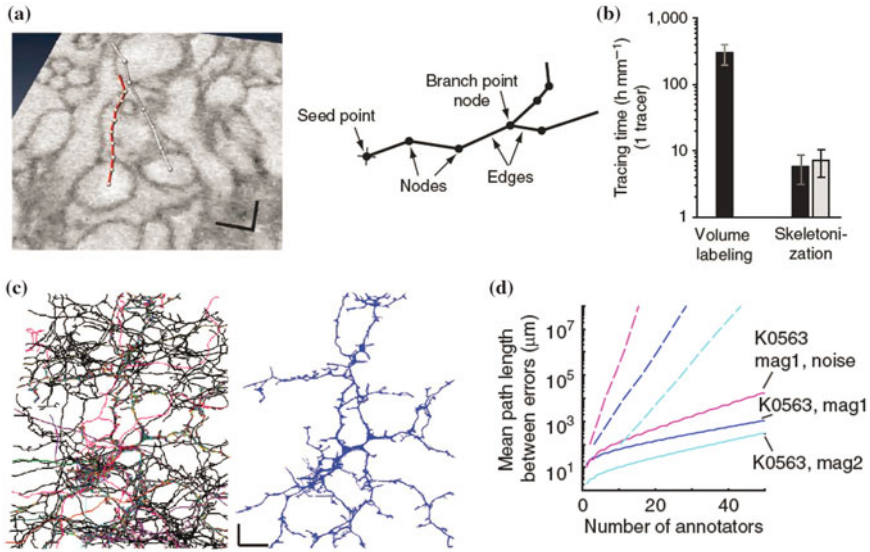 (a)
Seed point
Branch point
node
Nodes
Edges
(b)
Tracing time (h mm⁻¹)
(1 tracer)
1,000
100
10
1
Volume
labeling
Skeletoni-
zation
(c)
(d)
Mean path length
between errors (μm)
10⁷
10⁵
10³
10¹
0
20
40
Number of annotators
K0563
mag1, noise
K0563, mag1
K0563, mag2